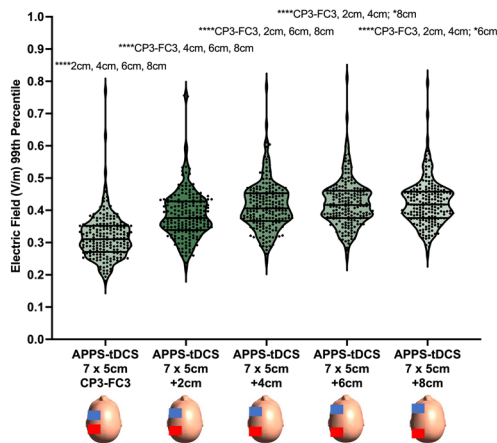 ****CP3-FC3, 2cm, 4cm; *8cm
****CP3-FC3, 2cm, 6cm, 8cm
****CP3-FC3, 2cm, 4cm; *6cm
****CP3-FC3, 4cm, 6cm, 8cm
****2cm, 4cm, 6cm, 8cm
Electric Field (V/m) 99th Percentile
1.0
0.9
0.8
0.7
0.6
0.5
0.4
0.3
0.2
0.1
0.0
APPS-tDCS
7 x 5cm
CP3-FC3
APPS-tDCS
7 x 5cm
+2cm
APPS-tDCS
7 x 5cm
+4cm
APPS-tDCS
7 x 5cm
+6cm
APPS-tDCS
7 x 5cm
+8cm